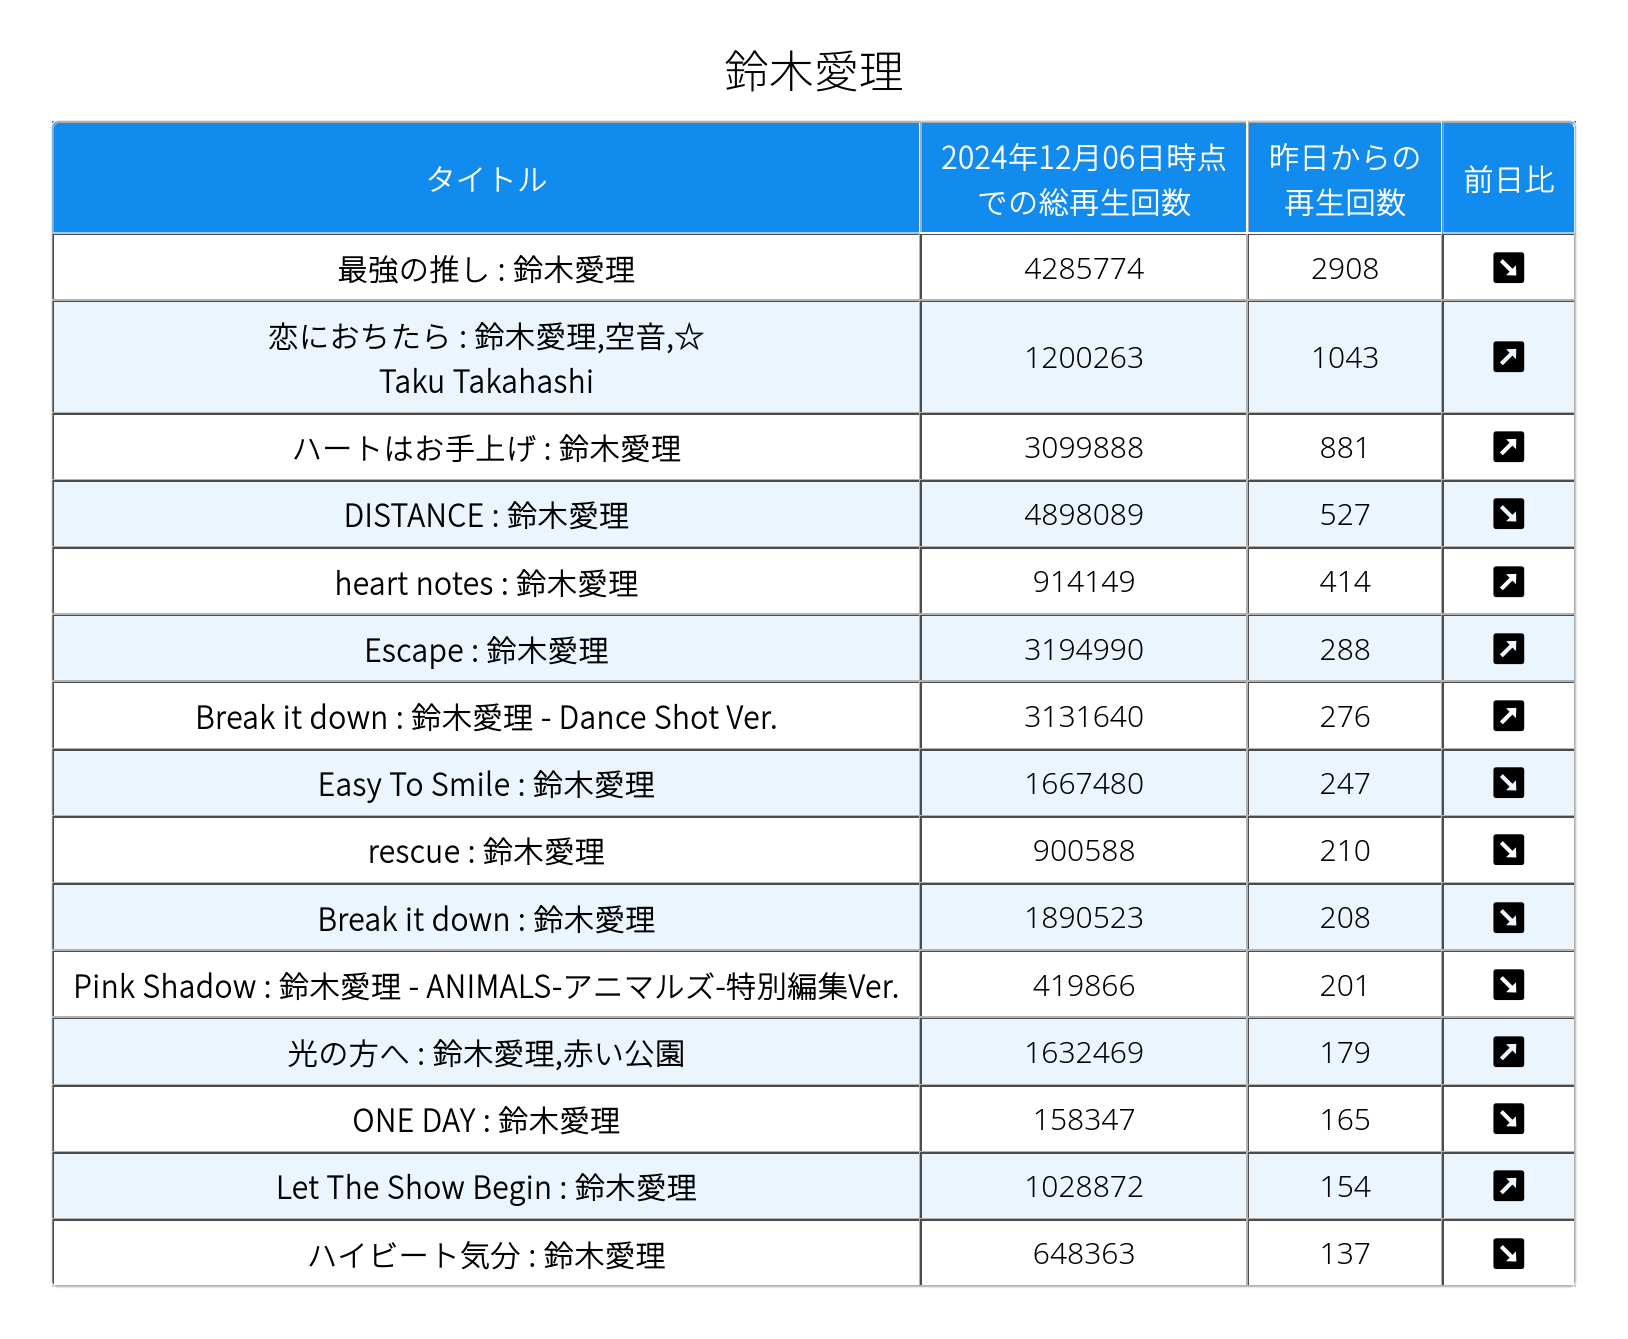 鈴木愛理
タイトル
2024年12月06日時点
での総再生回数
昨日からの
再生回数
前日比
最強の推し : 鈴木愛理 4285774 2908
恋におちたら : 鈴木愛理,空音,☆
Taku Takahashi
1200263 1043
ハートはお手上げ : 鈴木愛理 3099888 881
DISTANCE : 鈴木愛理 4898089 527
heart notes : 鈴木愛理 914149 414
Escape : 鈴木愛理 3194990 288
Break it down : 鈴木愛理 - Dance Shot Ver. 3131640 276
Easy To Smile : 鈴木愛理 1667480 247
rescue : 鈴木愛理 900588 210
Break it down : 鈴木愛理 1890523 208
Pink Shadow : 鈴木愛理 - ANIMALS-アニマルズ-特別編集Ver. 419866 201
光の方へ : 鈴木愛理,赤い公園 1632469 179
ONE DAY : 鈴木愛理 158347 165
Let The Show Begin : 鈴木愛理 1028872 154
ハイビート気分 : 鈴木愛理 648363 137